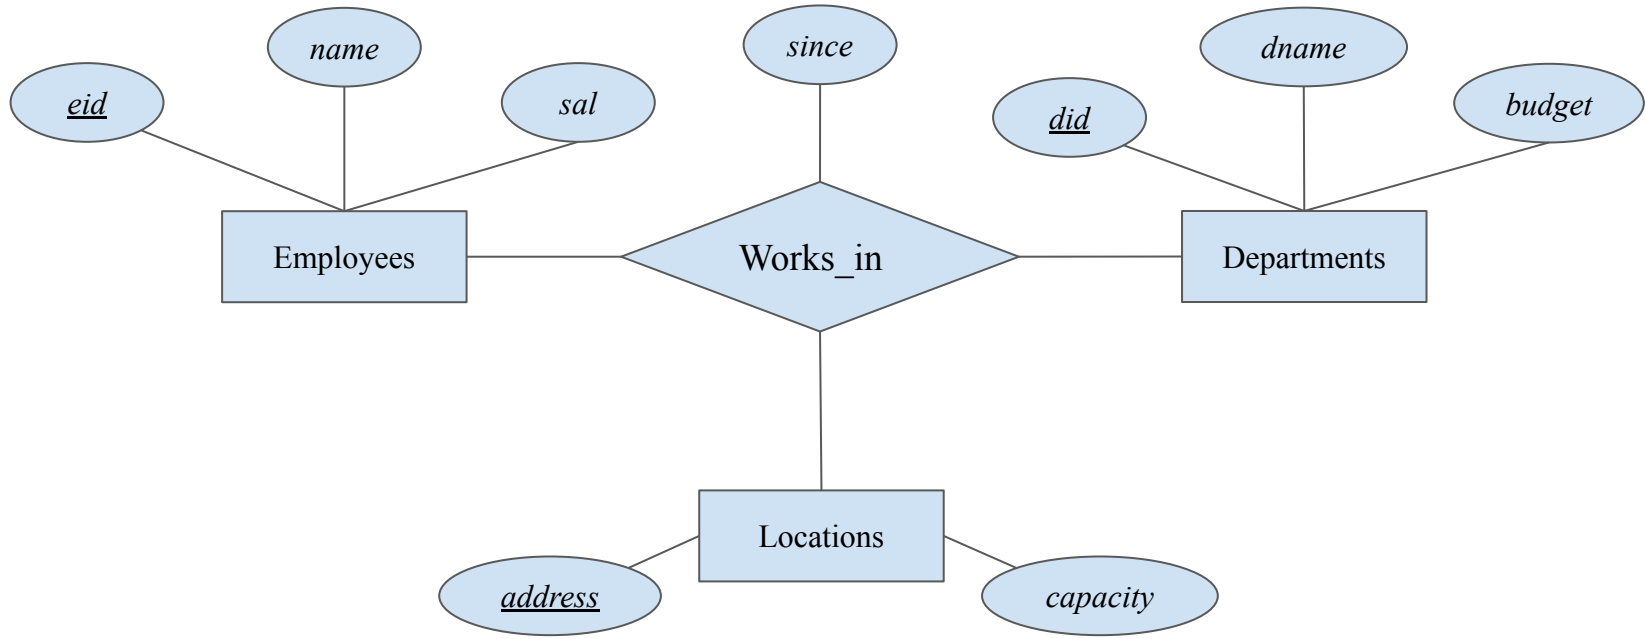 name
since
dname
eid
sal
did
budget
Employees
Works_in
Departments
Locations
address
capacity